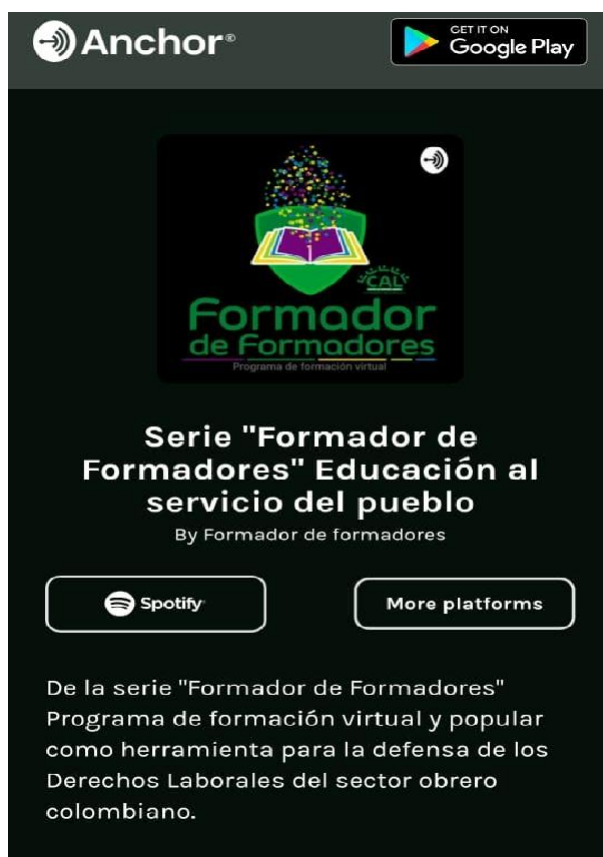 Anchor®
GET IT ON
Google Play
CAL
Formador
de Formadores
Programa de formación virtual
Serie "Formador de
Formadores" Educación al
servicio del pueblo
By Formador de formadores
Spotify
More platforms
De la serie "Formador de Formadores"
Programa de formación virtual y popular
como herramienta para la defensa de los
Derechos Laborales del sector obrero
colombiano.